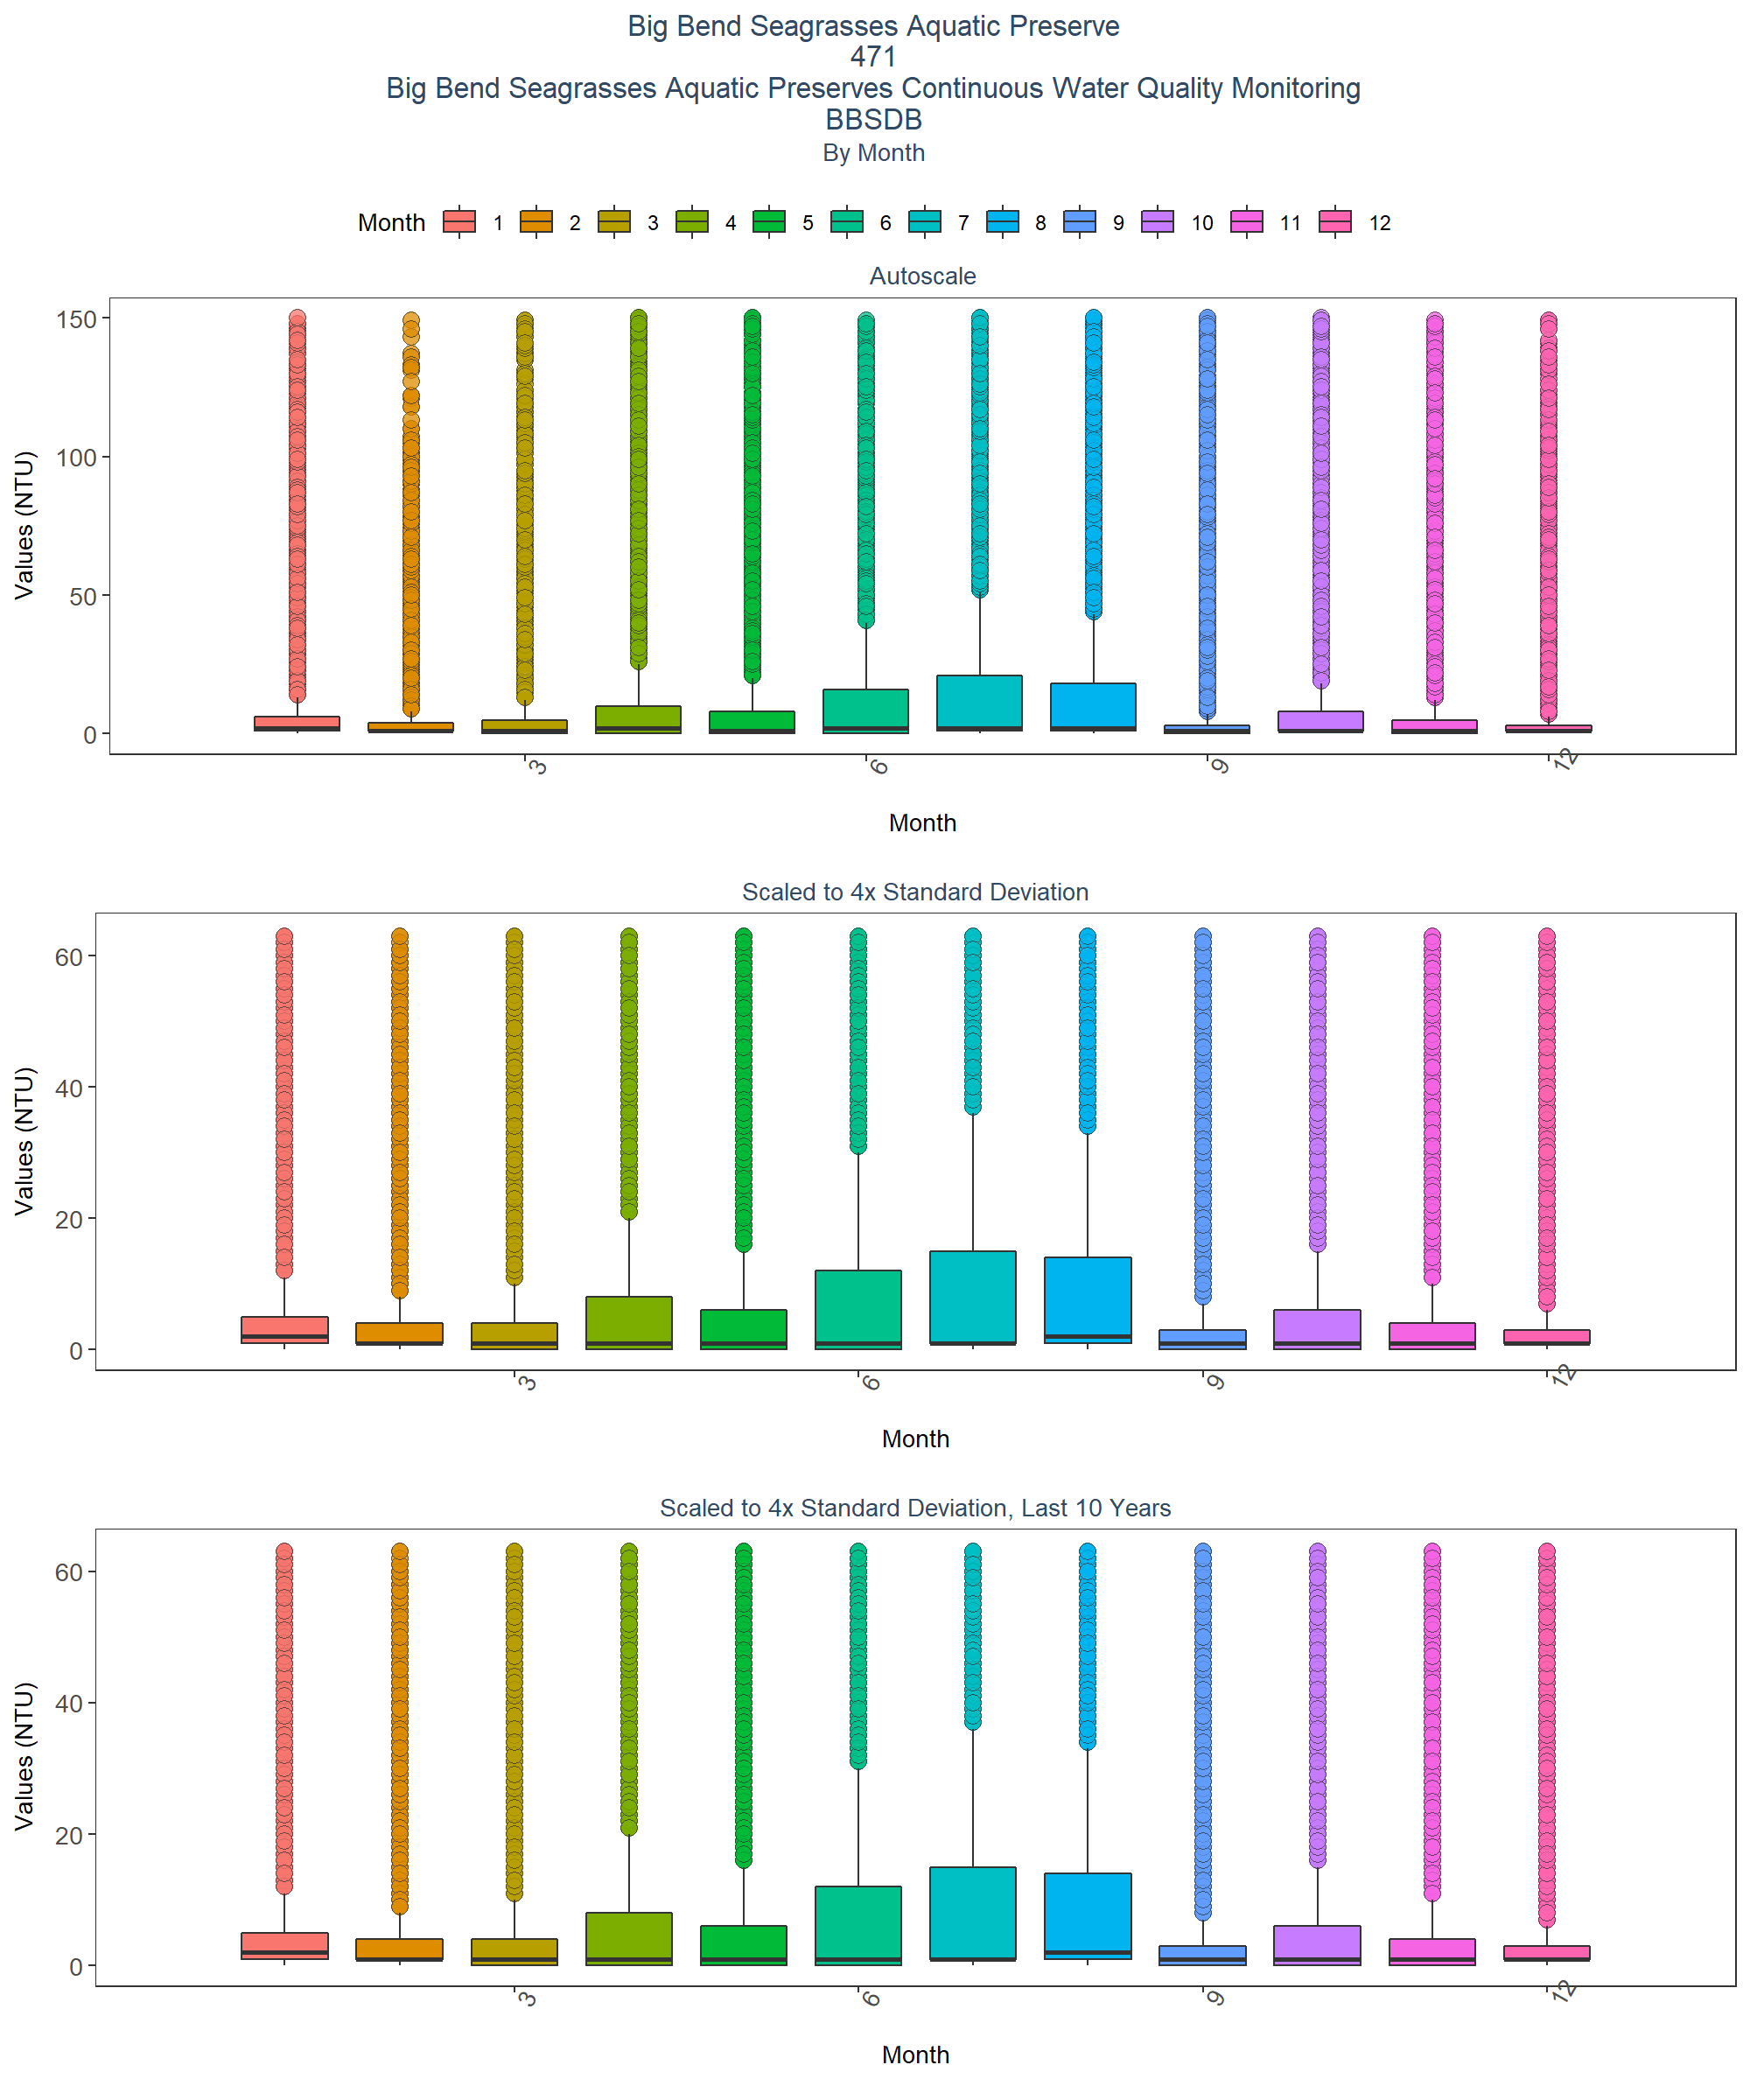 Big Bend Seagrasses Aquatic Preserve
471
Big Bend Seagrasses Aquatic Preserves Continuous Water Quality Monitoring
BBSDB
By Month
Month 1 2 3 4 5 6 7 8 9 10 11 12
Autoscale
150
100
50
0
Values (NTU)
3 6 9 12
Month
Scaled to 4x Standard Deviation
60
40
20
0
Values (NTU)
3 6 9 12
Month
Scaled to 4x Standard Deviation, Last 10 Years
60
40
20
0
Values (NTU)
3 6 9 12
Month